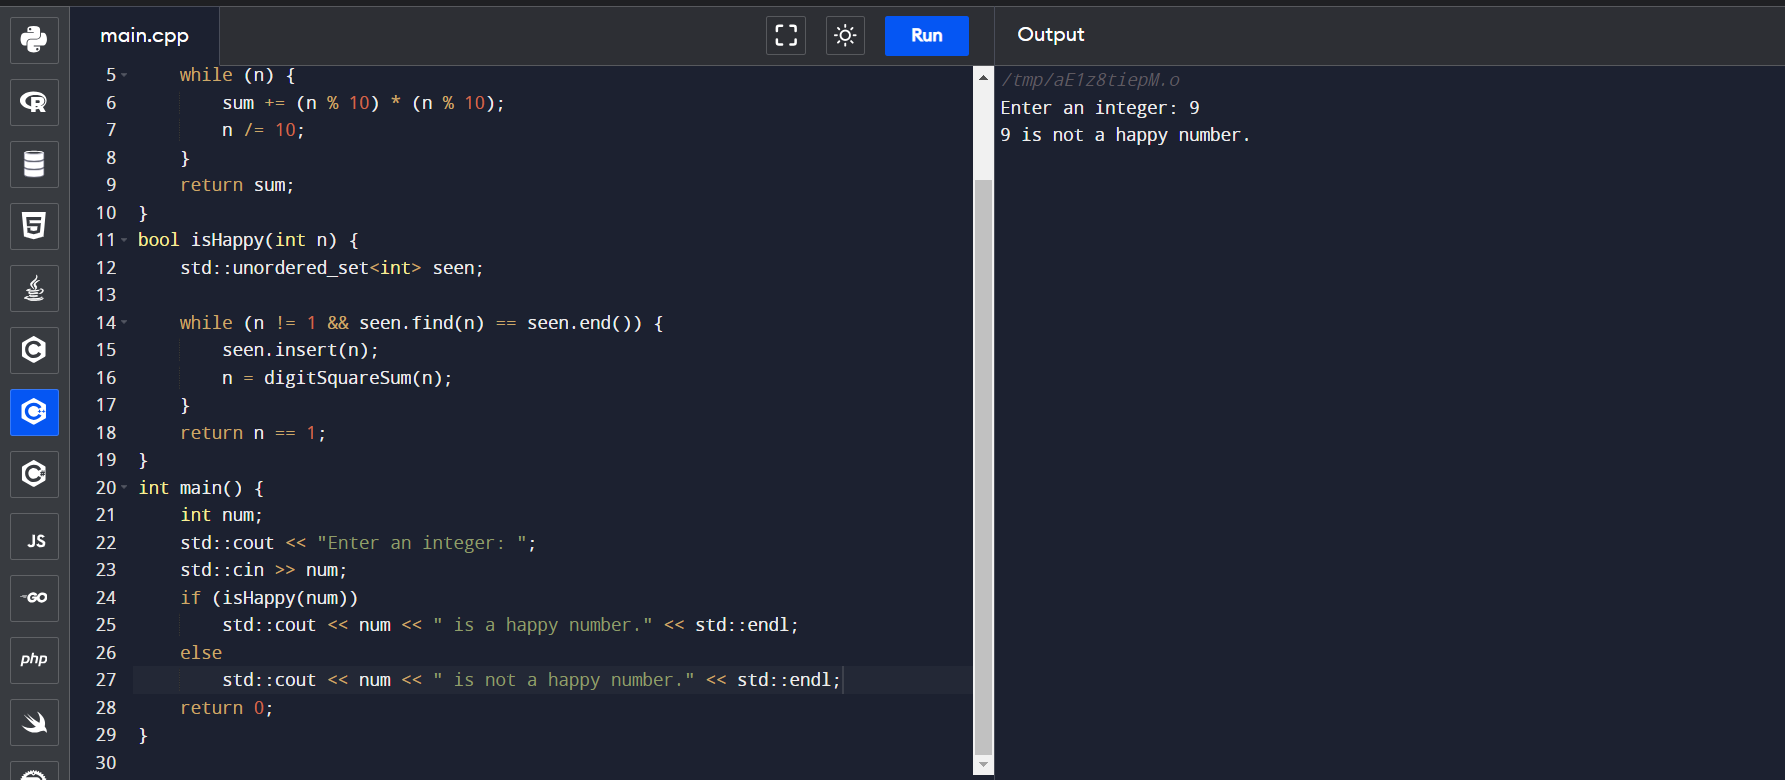 main.cpp
Run
Output
5 while (n) {
6 sum += (n % 10) * (n % 10);
7 n /= 10;
8 }
9 return sum;
10 }
11 bool isHappy(int n) {
12 std::unordered_set<int> seen;
13
14 while (n != 1 && seen.find(n) == seen.end()) {
15 seen.insert(n);
16 n = digitSquareSum(n);
17 }
18 return n == 1;
19 }
20 int main() {
21 int num;
22 std::cout << "Enter an integer: ";
23 std::cin >> num;
24 if (isHappy(num))
25 std::cout << num << " is a happy number." << std::endl;
26 else
27 std::cout << num << " is not a happy number." << std::endl;
28 return 0;
29 }
30
/tmp/aE1z8tiepM.o
Enter an integer: 9
9 is not a happy number.
R
5
C
C
C#
JS
GO
php